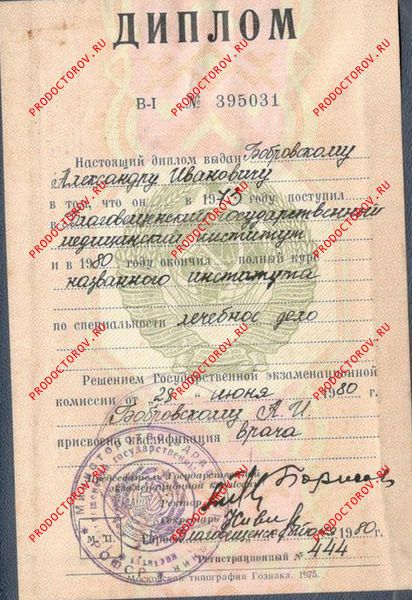 ДИПЛОМ
В-I № 395031
Настоящий диплом выдан Бобровскому
Александру Ивановичу
в том, что он в 1973 году поступил
в Благовещенский Государственный
медицинский институт
и в 1980 году окончил полный курс
названного института
по специальности лечебное дело
Решением Государственной экзаменационной
комиссии от "28" июня 1980 г.
Бобровскому А. И
присвоена квалификация врача
Председатель Государственной
экзаменационной комиссии
Ректор
Секретарь
М. П. Город Благовещенск 1980 г.
Регистрационный № 444
Московская типография Гознака. 1975.
PRODOCTOROV.RU